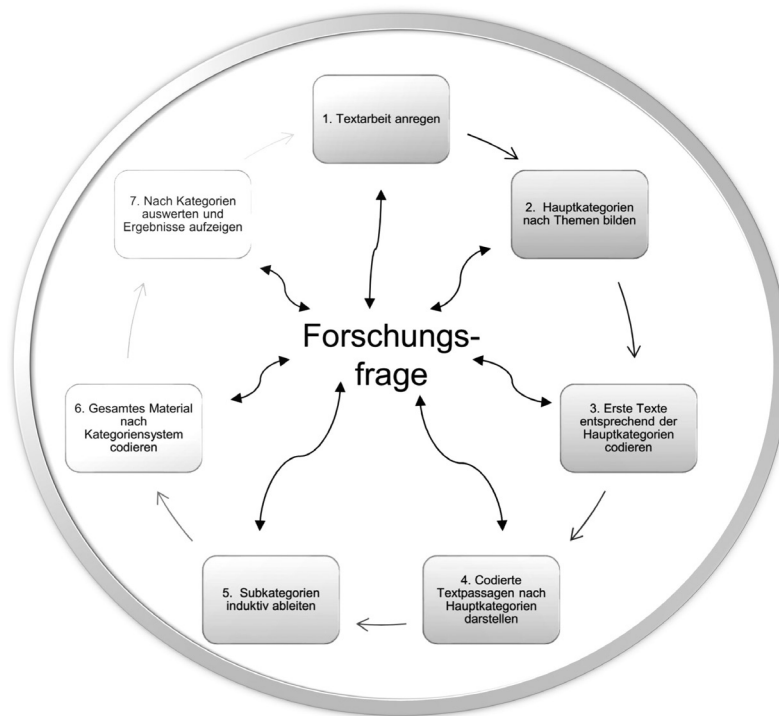 1. Textarbeit anregen
2. Hauptkategorien
nach Themen bilden
3. Erste Texte
entsprechend der
Hauptkategorien
codieren
4. Codierte
Textpassagen nach
Hauptkategorien
darstellen
5. Subkategorien
induktiv ableiten
6. Gesamtes Material
nach
Kategoriensystem
codieren
7. Nach Kategorien
auswerten und
Ergebnisse aufzeigen
Forschungs-
frage